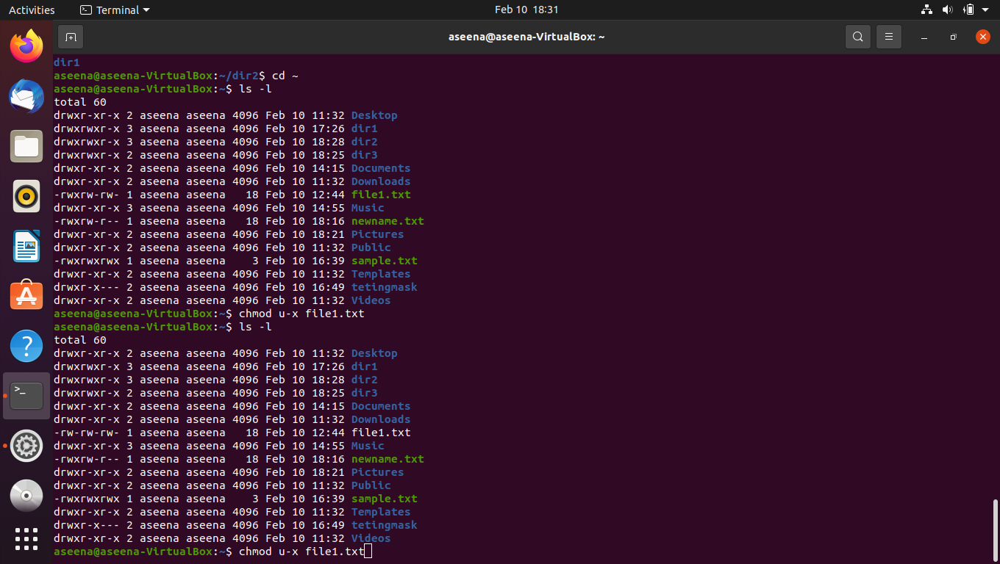 Activities
Terminal
Feb 10 18:31
aseena@aseena-VirtualBox: ~
dir1
aseena@aseena-VirtualBox:~/dir2$ cd ~
aseena@aseena-VirtualBox:~$ ls -l
total 60
drwxr-xr-x 2 aseena aseena 4096 Feb 10 11:32 Desktop
drwxrwxr-x 3 aseena aseena 4096 Feb 10 17:26 dir1
drwxrwxr-x 3 aseena aseena 4096 Feb 10 18:28 dir2
drwxrwxr-x 2 aseena aseena 4096 Feb 10 18:25 dir3
drwxr-xr-x 2 aseena aseena 4096 Feb 10 14:15 Documents
drwxr-xr-x 2 aseena aseena 4096 Feb 10 11:32 Downloads
-rwxrw-rw- 1 aseena aseena   18 Feb 10 12:44 file1.txt
drwxr-xr-x 3 aseena aseena 4096 Feb 10 14:55 Music
-rwxrw-r-- 1 aseena aseena   18 Feb 10 18:16 newname.txt
drwxr-xr-x 2 aseena aseena 4096 Feb 10 18:21 Pictures
drwxr-xr-x 2 aseena aseena 4096 Feb 10 11:32 Public
-rwxrwxrwx 1 aseena aseena    3 Feb 10 16:39 sample.txt
drwxr-xr-x 2 aseena aseena 4096 Feb 10 11:32 Templates
drwxr-x--- 2 aseena aseena 4096 Feb 10 16:49 tetingmask
drwxr-xr-x 2 aseena aseena 4096 Feb 10 11:32 Videos
aseena@aseena-VirtualBox:~$ chmod u-x file1.txt
aseena@aseena-VirtualBox:~$ ls -l
total 60
drwxr-xr-x 2 aseena aseena 4096 Feb 10 11:32 Desktop
drwxrwxr-x 3 aseena aseena 4096 Feb 10 17:26 dir1
drwxrwxr-x 3 aseena aseena 4096 Feb 10 18:28 dir2
drwxrwxr-x 2 aseena aseena 4096 Feb 10 18:25 dir3
drwxr-xr-x 2 aseena aseena 4096 Feb 10 14:15 Documents
drwxr-xr-x 2 aseena aseena 4096 Feb 10 11:32 Downloads
-rw-rw-rw- 1 aseena aseena   18 Feb 10 12:44 file1.txt
drwxr-xr-x 3 aseena aseena 4096 Feb 10 14:55 Music
-rwxrw-r-- 1 aseena aseena   18 Feb 10 18:16 newname.txt
drwxr-xr-x 2 aseena aseena 4096 Feb 10 18:21 Pictures
drwxr-xr-x 2 aseena aseena 4096 Feb 10 11:32 Public
-rwxrwxrwx 1 aseena aseena    3 Feb 10 16:39 sample.txt
drwxr-xr-x 2 aseena aseena 4096 Feb 10 11:32 Templates
drwxr-x--- 2 aseena aseena 4096 Feb 10 16:49 tetingmask
drwxr-xr-x 2 aseena aseena 4096 Feb 10 11:32 Videos
aseena@aseena-VirtualBox:~$ chmod u-x file1.txt